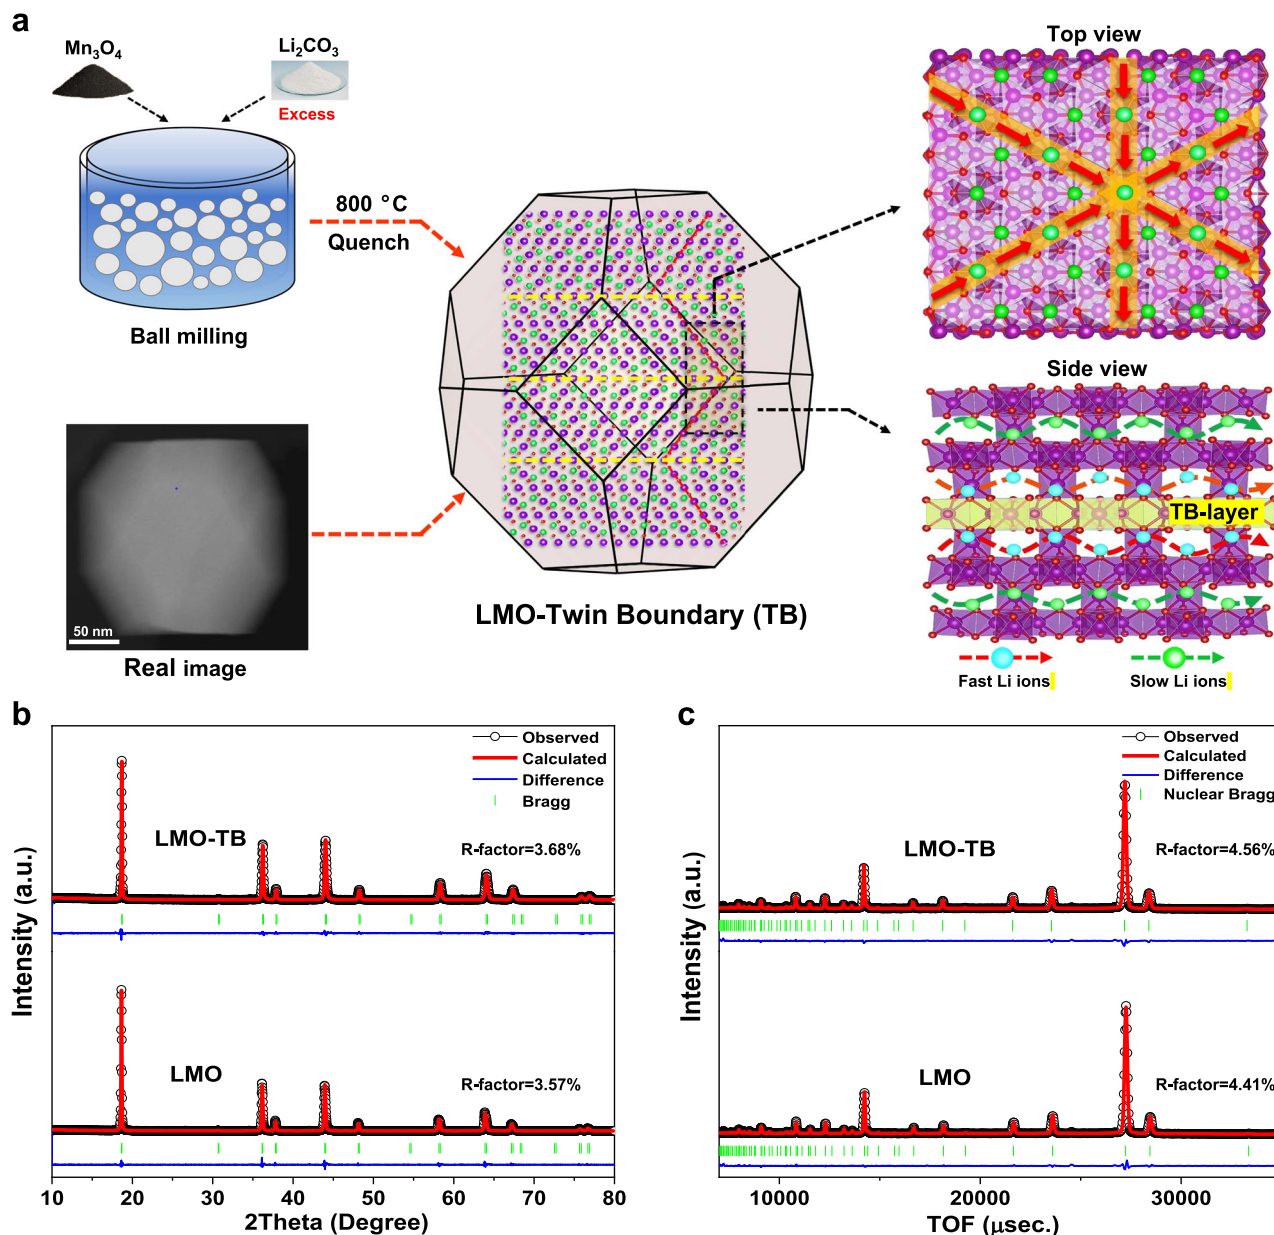 a
Mn₃O₄
Li₂CO₃
Excess
Ball milling
800 °C
Quench
50 nm
Real image
LMO-Twin Boundary (TB)
Top view
Side view
TB-layer
Fast Li ions
Slow Li ions
b
Observed
Calculated
Difference
Bragg
LMO-TB
R-factor=3.68%
LMO
R-factor=3.57%
Intensity (a.u.)
10 20 30 40 50 60 70 80
2Theta (Degree)
c
Observed
Calculated
Difference
Nuclear Bragg
LMO-TB
R-factor=4.56%
LMO
R-factor=4.41%
Intensity (a.u.)
10000 20000 30000
TOF (μsec.)